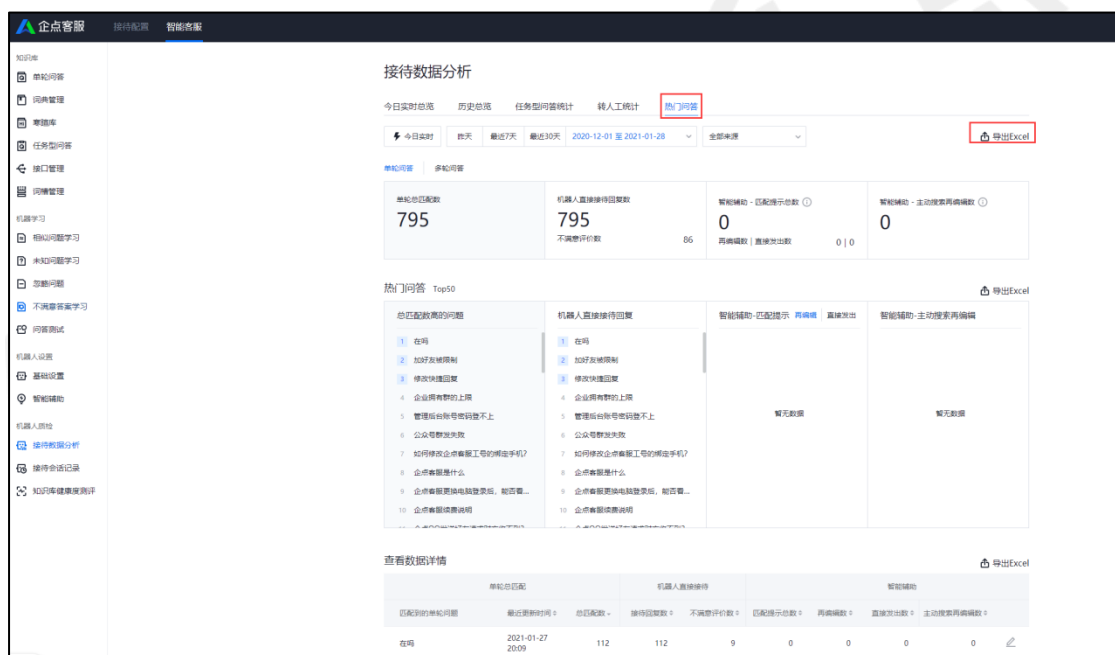 企点客服 接待配置 智能客服
知识库
单轮问答
词典管理
寒暄库
任务型问答
接口管理
词槽管理
机器学习
相似问题学习
未知问题学习
忽略问题
不满意答案学习
问答测试
机器人设置
基础设置
智能辅助
机器人质检
接待数据分析
接待会话记录
知识库健康度测评
接待数据分析
今日实时总览 历史总览 任务型问答统计 转人工统计 热门问答
今日实时 昨天 最近7天 最近30天 2020-12-01 至 2021-01-28 全部来源 导出Excel
单轮问答 多轮问答
单轮总匹配数 机器人直接接待回复数 智能辅助 - 匹配提示总数 智能辅助 - 主动搜索再编辑数
795 795 0 0
不满意评价数 86 再编辑数 | 直接发出数 0 | 0
热门问答 Top50 导出Excel
总匹配数高的问题 机器人直接接待回复 智能辅助-匹配提示 再编辑 直接发出 智能辅助-主动搜索再编辑
1 在吗 1 在吗
2 加好友被限制 2 加好友被限制
3 修改快捷回复 3 修改快捷回复
4 企业拥有群的上限 4 企业拥有群的上限
5 管理后台账号密码登不上 5 管理后台账号密码登不上 暂无数据 暂无数据
6 公众号群发失败 6 公众号群发失败
7 如何修改企点客服工号的绑定手机? 7 如何修改企点客服工号的绑定手机?
8 企点客服是什么 8 企点客服是什么
9 企点客服更换电脑登录后，能否看... 9 企点客服更换电脑登录后，能否看...
10 企点客服续费说明 10 企点客服续费说明
查看数据详情 导出Excel
单轮总匹配 机器人直接接待 智能辅助
匹配到的单轮问题 最近更新时间 总匹配数 接待回复数 不满意评价数 匹配提示总数 再编辑数 直接发出数 主动搜索再编辑数
在吗 2021-01-27 20:09 112 112 9 0 0 0 0